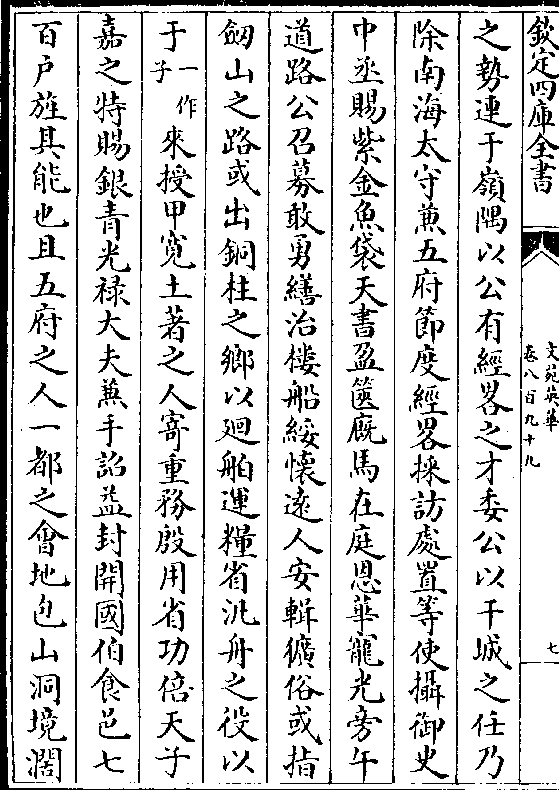 欽定四庫全書
文苑英華
卷八百九十九
七
之勢連于嶺隅以公有經畧之才委公以干城之任乃
除南海太守兼五府節度經畧採訪處置等使攝御史
中丞賜紫金魚袋天書盈篋廐馬在庭恩華寵光旁午
道路公召募敢勇繕治樓船綏懷遠人安輯獷俗或指
劒山之路或出銅柱之鄉以廻舶運糧省汎舟之役以
于一作子來授甲寛土著之人寄重務殷用省功倍天子
嘉之特賜銀青光禄大夫兼手詔益封開國伯食邑七
百户旌其能也且五府之人一都之會地包山洞境濶